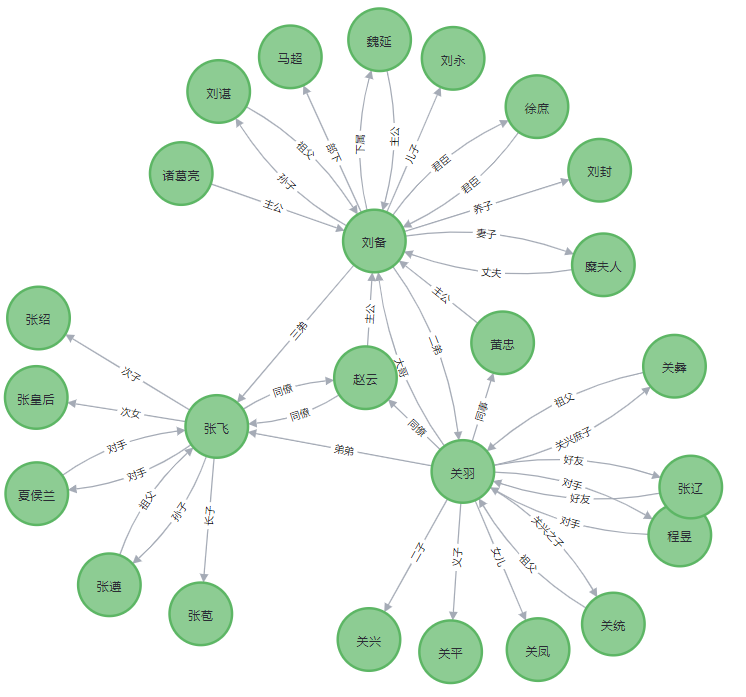 魏延
马超
刘永
刘谌
徐庶
主公
下属
祖父
部下
儿子
君臣
诸葛亮
刘封
孙子
君臣
养子
主公
妻子
刘备
糜夫人
丈夫
主公
主公
张绍
三弟
二弟
黄忠
大哥
关彝
次子
赵云
同僚
张皇后
祖父
次女
同僚
同事
张飞
同僚
关兴庶子
对手
弟弟
好友
关羽
对手
对手
张辽
夏侯兰
祖父
好友
孙子
长子
对手
关兴之子
程昱
二子
义子
女儿
祖父
张遵
张苞
关统
关兴
关平
关凤